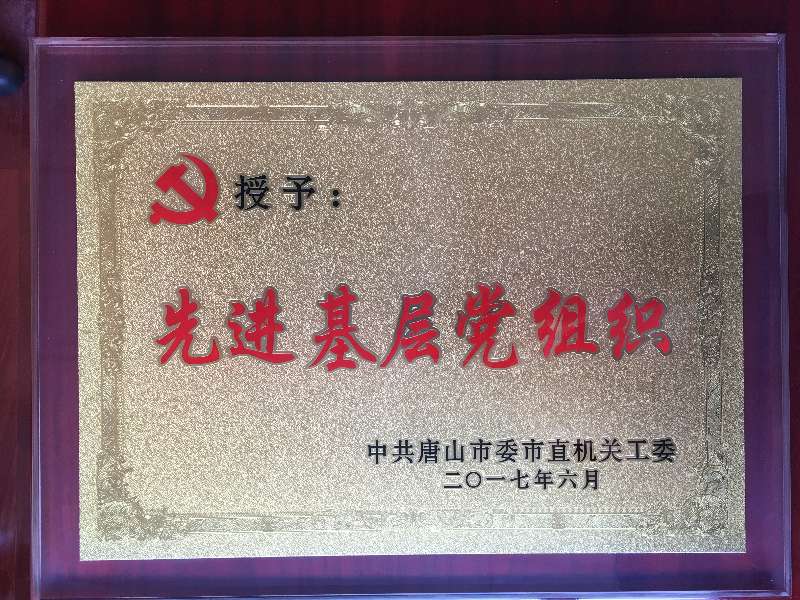 授予：
先进基层党组织
中共唐山市委市直机关工委
二〇一七年六月